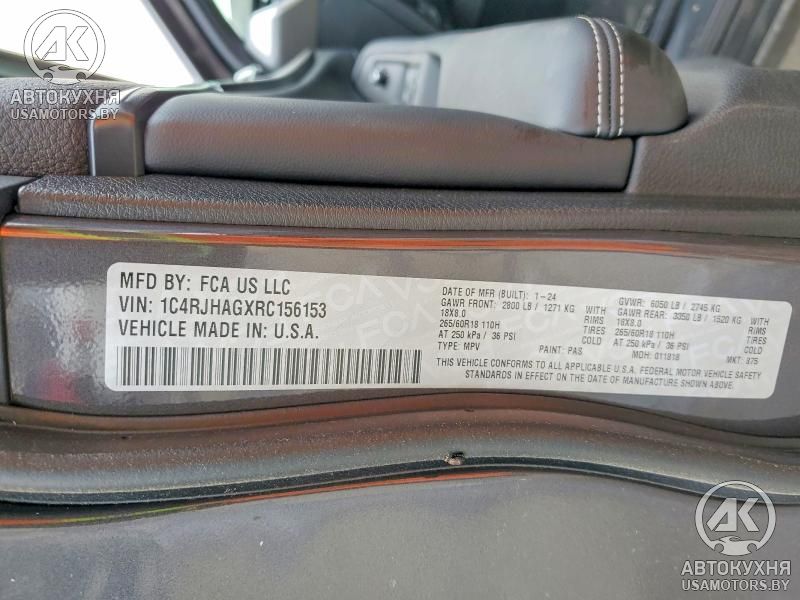 АК
АВТОКУХНЯ
USAMOTORS.BY
MFD BY: FCA US LLC
VIN: 1C4RJHAGXRC156153
VEHICLE MADE IN U.S.A.
DATE OF MFR (BUILT): 1-24 GVWR: 6050 LB / 2745 KG
GAWR FRONT: 2800 LB / 1271 KG GAWR REAR: 3350 LB / 1520 KG
18X8.0 RIMS 18X8.0 RIMS
265/60R18 110H TIRES 265/60R18 110H TIRES
AT 250 kPa / 36 PSI COLD AT 250 kPa / 36 PSI COLD
TYPE: MPV PAINT: PAS MDH: 011818 MKT: 975
THIS VEHICLE CONFORMS TO ALL APPLICABLE U.S.A. FEDERAL MOTOR VEHICLE SAFETY
STANDARDS IN EFFECT ON THE DATE OF MANUFACTURE SHOWN ABOVE.
АК
АВТОКУХНЯ
USAMOTORS.BY